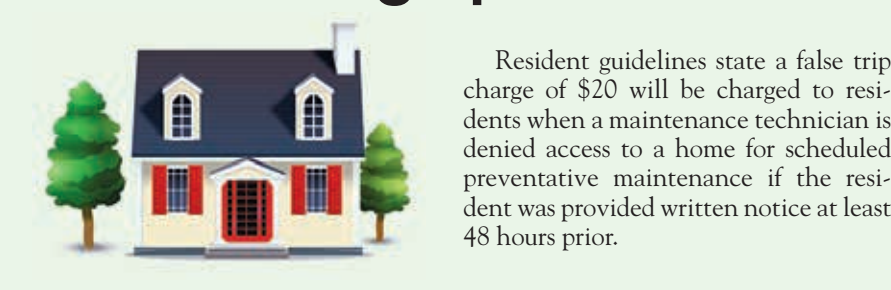 Resident guidelines state a false trip
charge of $20 will be charged to resi-
dents when a maintenance technician is
denied access to a home for scheduled
preventative maintenance if the resi-
dent was provided written notice at least
48 hours prior.